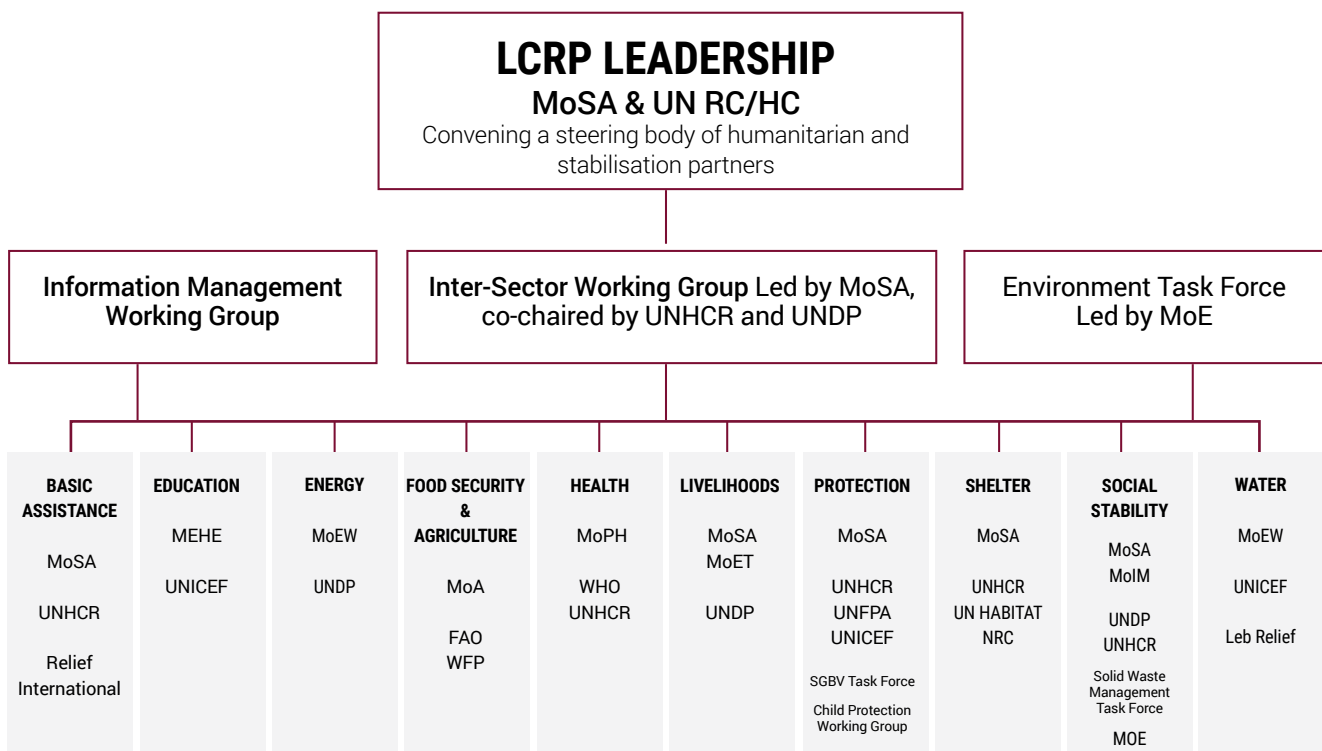 LCRP LEADERSHIP
MoSA & UN RC/HC
Convening a steering body of humanitarian and
stabilisation partners
Information Management
Working Group
Inter-Sector Working Group Led by MoSA,
co-chaired by UNHCR and UNDP
Environment Task Force
Led by MoE
BASIC
ASSISTANCE
MoSA
UNHCR
Relief
International
EDUCATION
MEHE
UNICEF
ENERGY
MoEW
UNDP
FOOD SECURITY
&
AGRICULTURE
MoA
FAO
WFP
HEALTH
MoPH
WHO
UNHCR
LIVELIHOODS
MoSA
MoET
UNDP
PROTECTION
MoSA
UNHCR
UNFPA
UNICEF
SGBV Task Force
Child Protection
Working Group
SHELTER
MoSA
UNHCR
UN HABITAT
NRC
SOCIAL
STABILITY
MoSA
MoIM
UNDP
UNHCR
Solid Waste
Management
Task Force
MOE
WATER
MoEW
UNICEF
Leb Relief